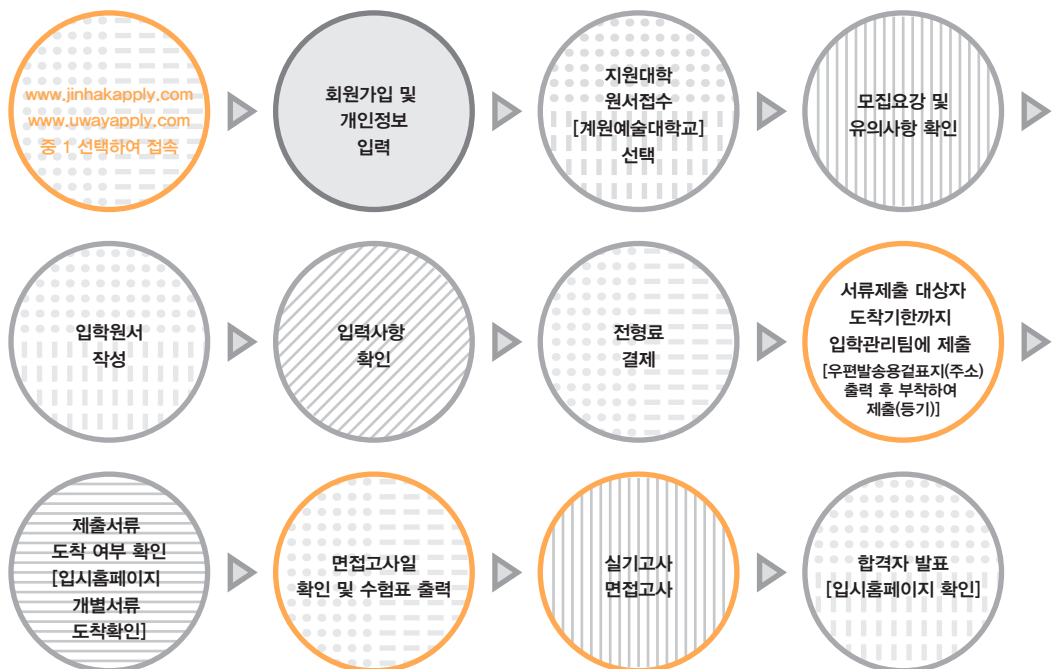 www.jinhakapply.com
www.uwayapply.com
중 1 선택하여 접속
회원가입 및
개인정보
입력
지원대학
원서접수
[계원예술대학교]
선택
모집요강 및
유의사항 확인
입학원서
작성
입력사항
확인
전형료
결제
서류제출 대상자
도착기한까지
입학관리팀에 제출
[우편발송용겉표지(주소)
출력 후 부착하여
제출(등기)]
제출서류
도착 여부 확인
[입시홈페이지
개별서류
도착확인]
면접고사일
확인 및 수험표 출력
실기고사
면접고사
합격자 발표
[입시홈페이지 확인]